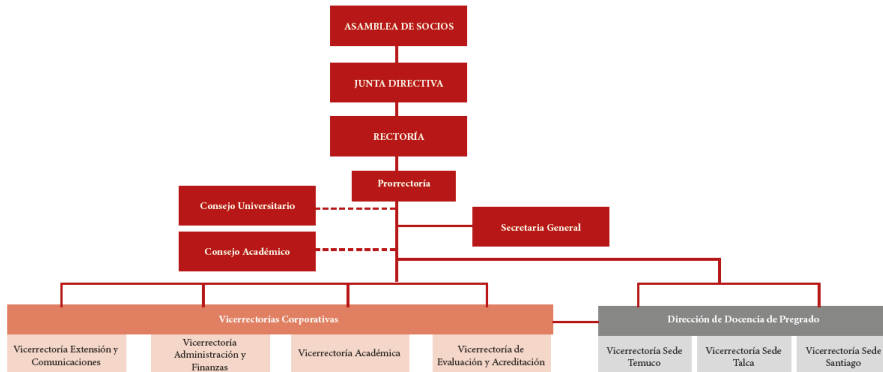 ASAMBLEA DE SOCIOS
JUNTA DIRECTIVA
RECTORÍA
Prorrectoría
Consejo Universitario
Secretaria General
Consejo Académico
Vicerrectorías Corporativas
Dirección de Docencia de Pregrado
Vicerrectoría Extensión y
Comunicaciones
Vicerrectoría
Administración y
Finanzas
Vicerrectoría Académica
Vicerrectoría de
Evaluación y Acreditación
Vicerrectoría Sede
Temuco
Vicerrectoría Sede
Talca
Vicerrectoría Sede
Santiago